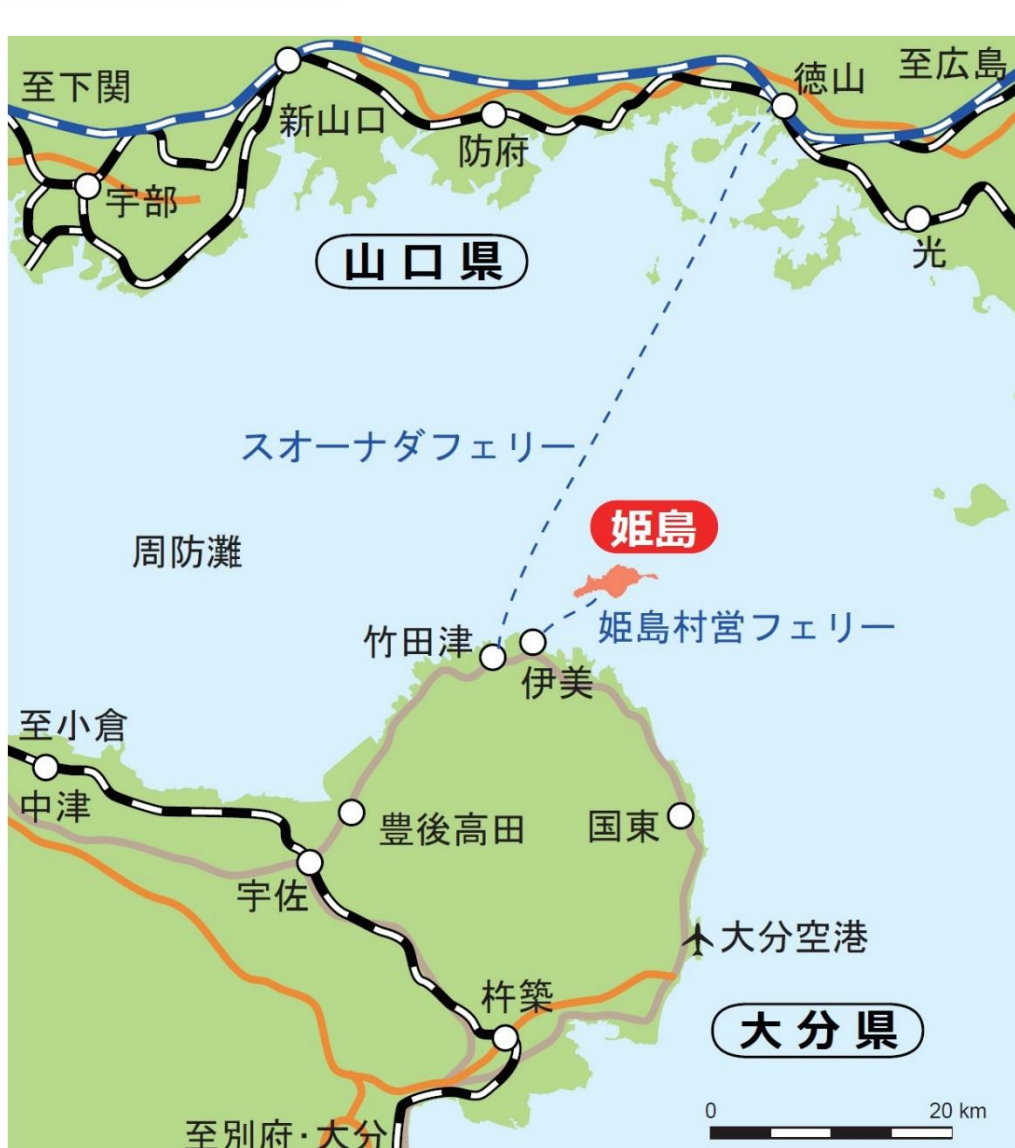 至下関
新山口
防府
徳山
至広島
宇部
光
山口県
スオーナダフェリー
姫島
周防灘
姫島村営フェリー
竹田津
伊美
至小倉
中津
豊後高田
国東
宇佐
大分空港
杵築
大分県
0
20 km
至別府・大分